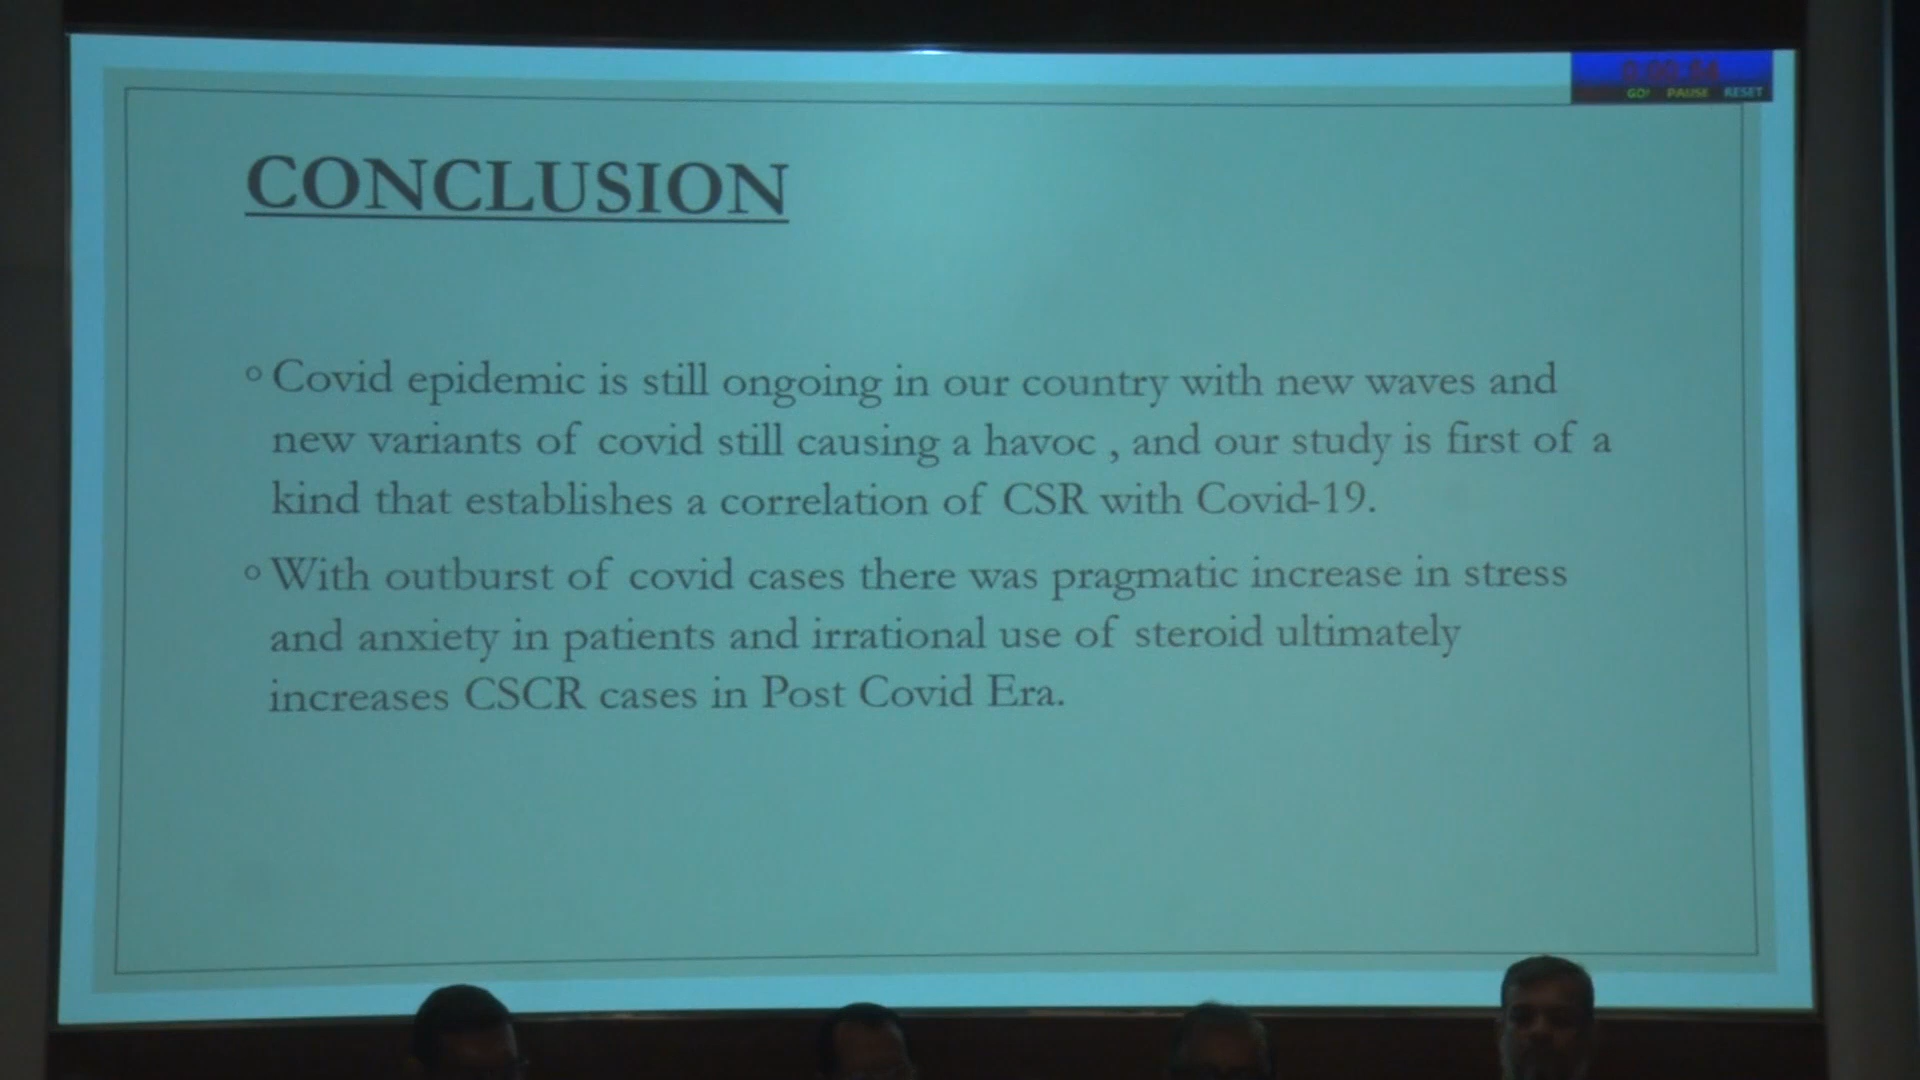 CONCLUSION
° Covid epidemic is still ongoing in our country with new waves and
new variants of covid still causing a havoc , and our study is first of a
kind that establishes a correlation of CSR with Covid-19.
° With outburst of covid cases there was pragmatic increase in stress
and anxiety in patients and irrational use of steroid ultimately
increases CSCR cases in Post Covid Era.
GO! PAUSE RESET